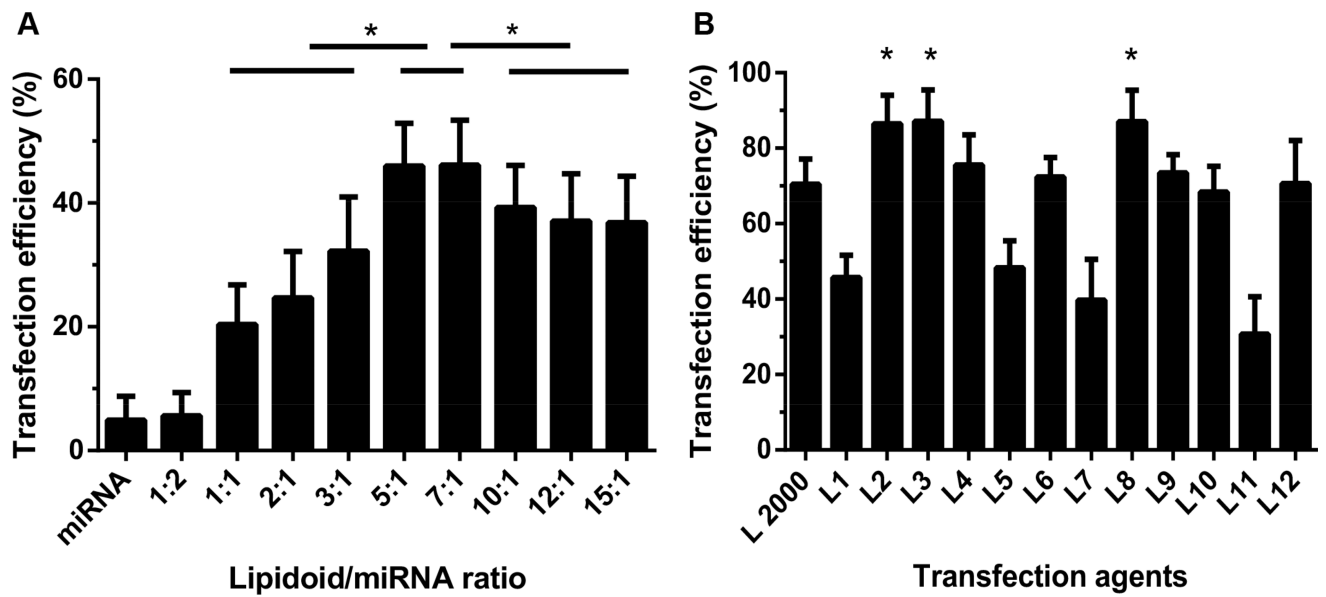 A
*
*
Transfection efficiency (%)
60
40
20
0
miRNA
1:2
1:1
2:1
3:1
5:1
7:1
10:1
12:1
15:1
Lipidoid/miRNA ratio
B
*
*
*
Transfection efficiency (%)
100
80
60
40
20
0
L 2000
L1
L2
L3
L4
L5
L6
L7
L8
L9
L10
L11
L12
Transfection agents